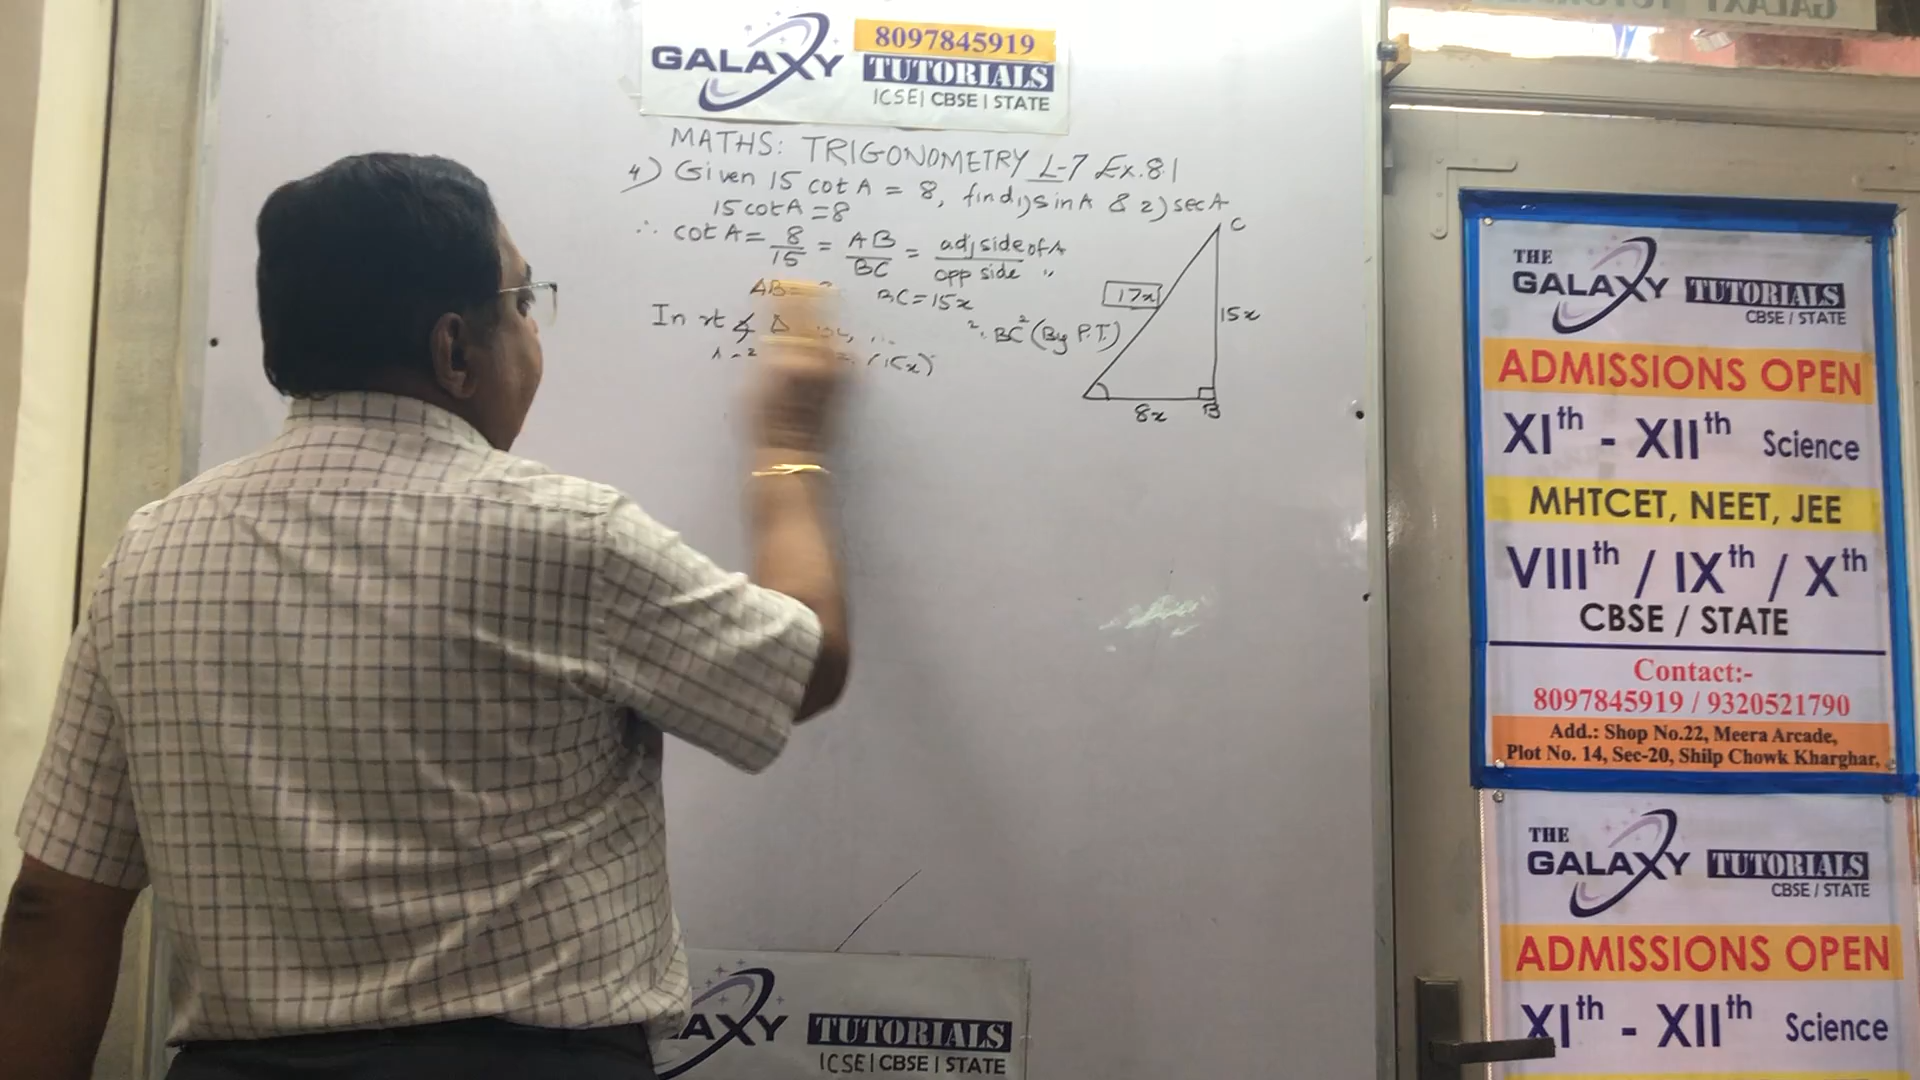 8097845919
GALAXY TUTORIALS
ICSE | CBSE | STATE
MATHS: TRIGONOMETRY L-7 Ex.8.1
4) Given 15 cot A = 8, find 1) sin A & 2) sec A
15 cot A = 8
∴ cot A = 8/15 = AB/BC = adj side of A/opp side "
AB = BC = 15x
In rt ∠ Δ BC² (By P.T.)
(15x)²
C
17x
15x
8x
B
THE
GALAXY TUTORIALS
CBSE / STATE
ADMISSIONS OPEN
XIth - XIIth Science
MHTCET, NEET, JEE
VIIIth / IXth / Xth
CBSE / STATE
Contact:-
8097845919 / 9320521790
Add.: Shop No.22, Meera Arcade,
Plot No. 14, Sec-20, Shilp Chowk Kharghar,
THE
GALAXY TUTORIALS
CBSE / STATE
ADMISSIONS OPEN
XIth - XIIth Science
AXY TUTORIALS
ICSE | CBSE | STATE